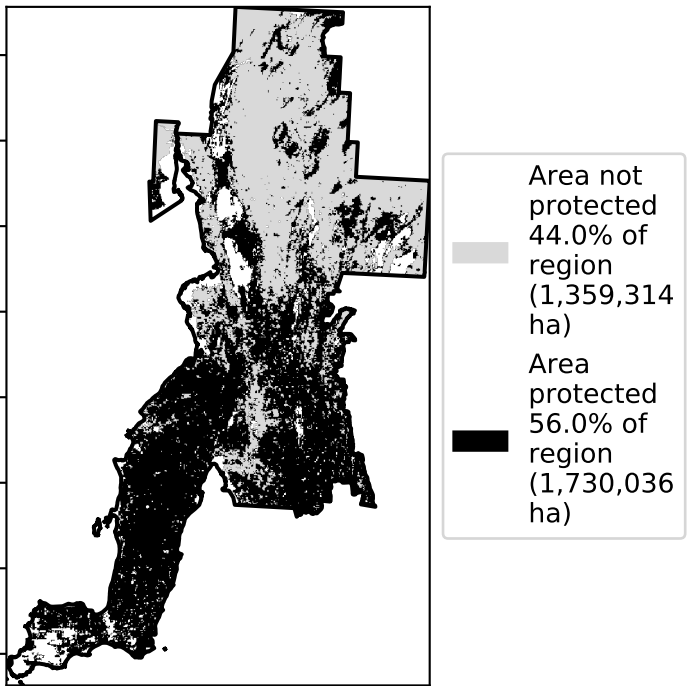 Area not
protected
44.0% of
region
(1,359,314
ha)
Area
protected
56.0% of
region
(1,730,036
ha)